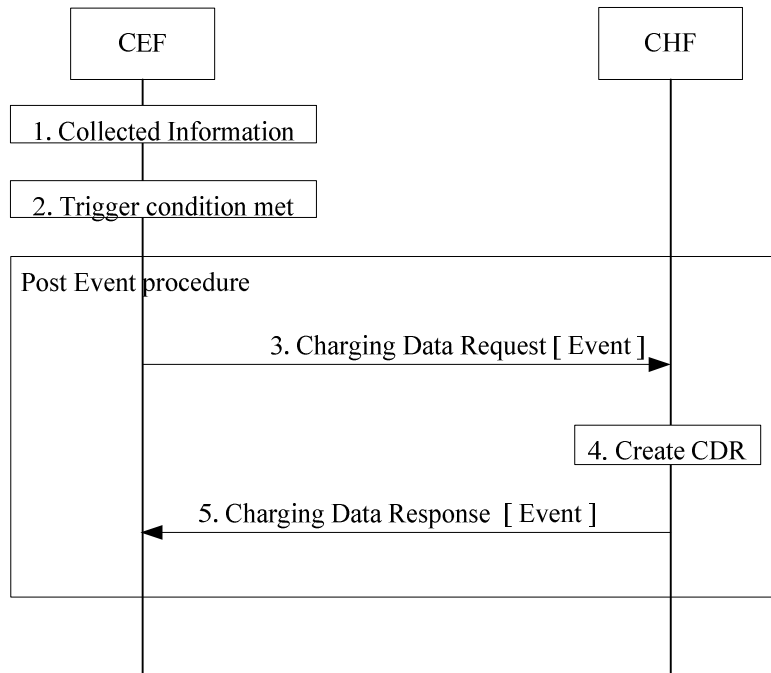 CEF
CHF
1. Collected Information
2. Trigger condition met
Post Event procedure
3. Charging Data Request [ Event ]
4. Create CDR
5. Charging Data Response [ Event ]